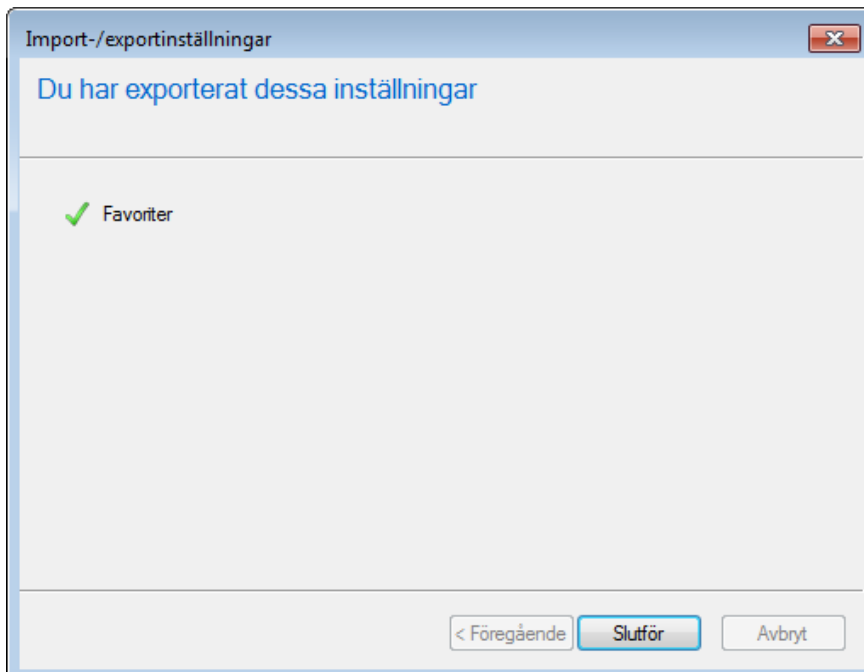 Import-/exportinställningar
Du har exporterat dessa inställningar
Favoriter
< Föregående
Slutför
Avbryt